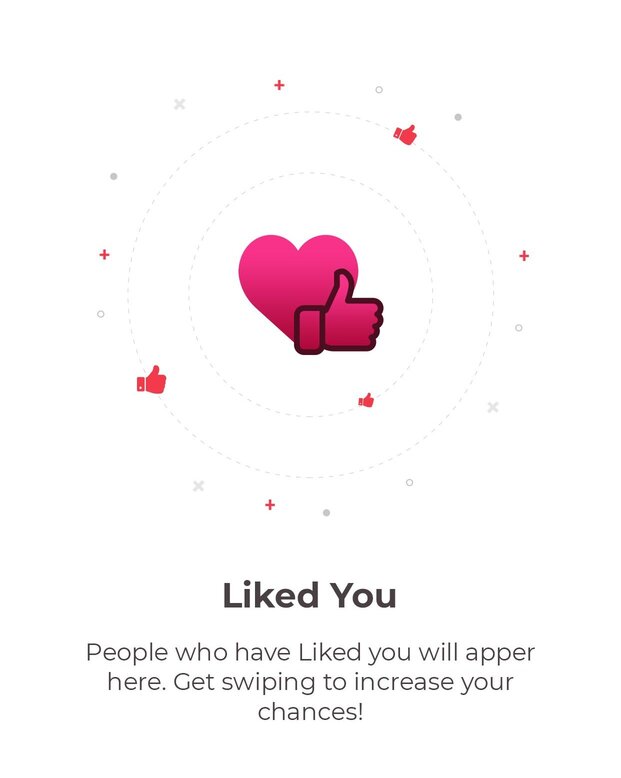 Liked You
People who have Liked you will apper
here. Get swiping to increase your
chances!